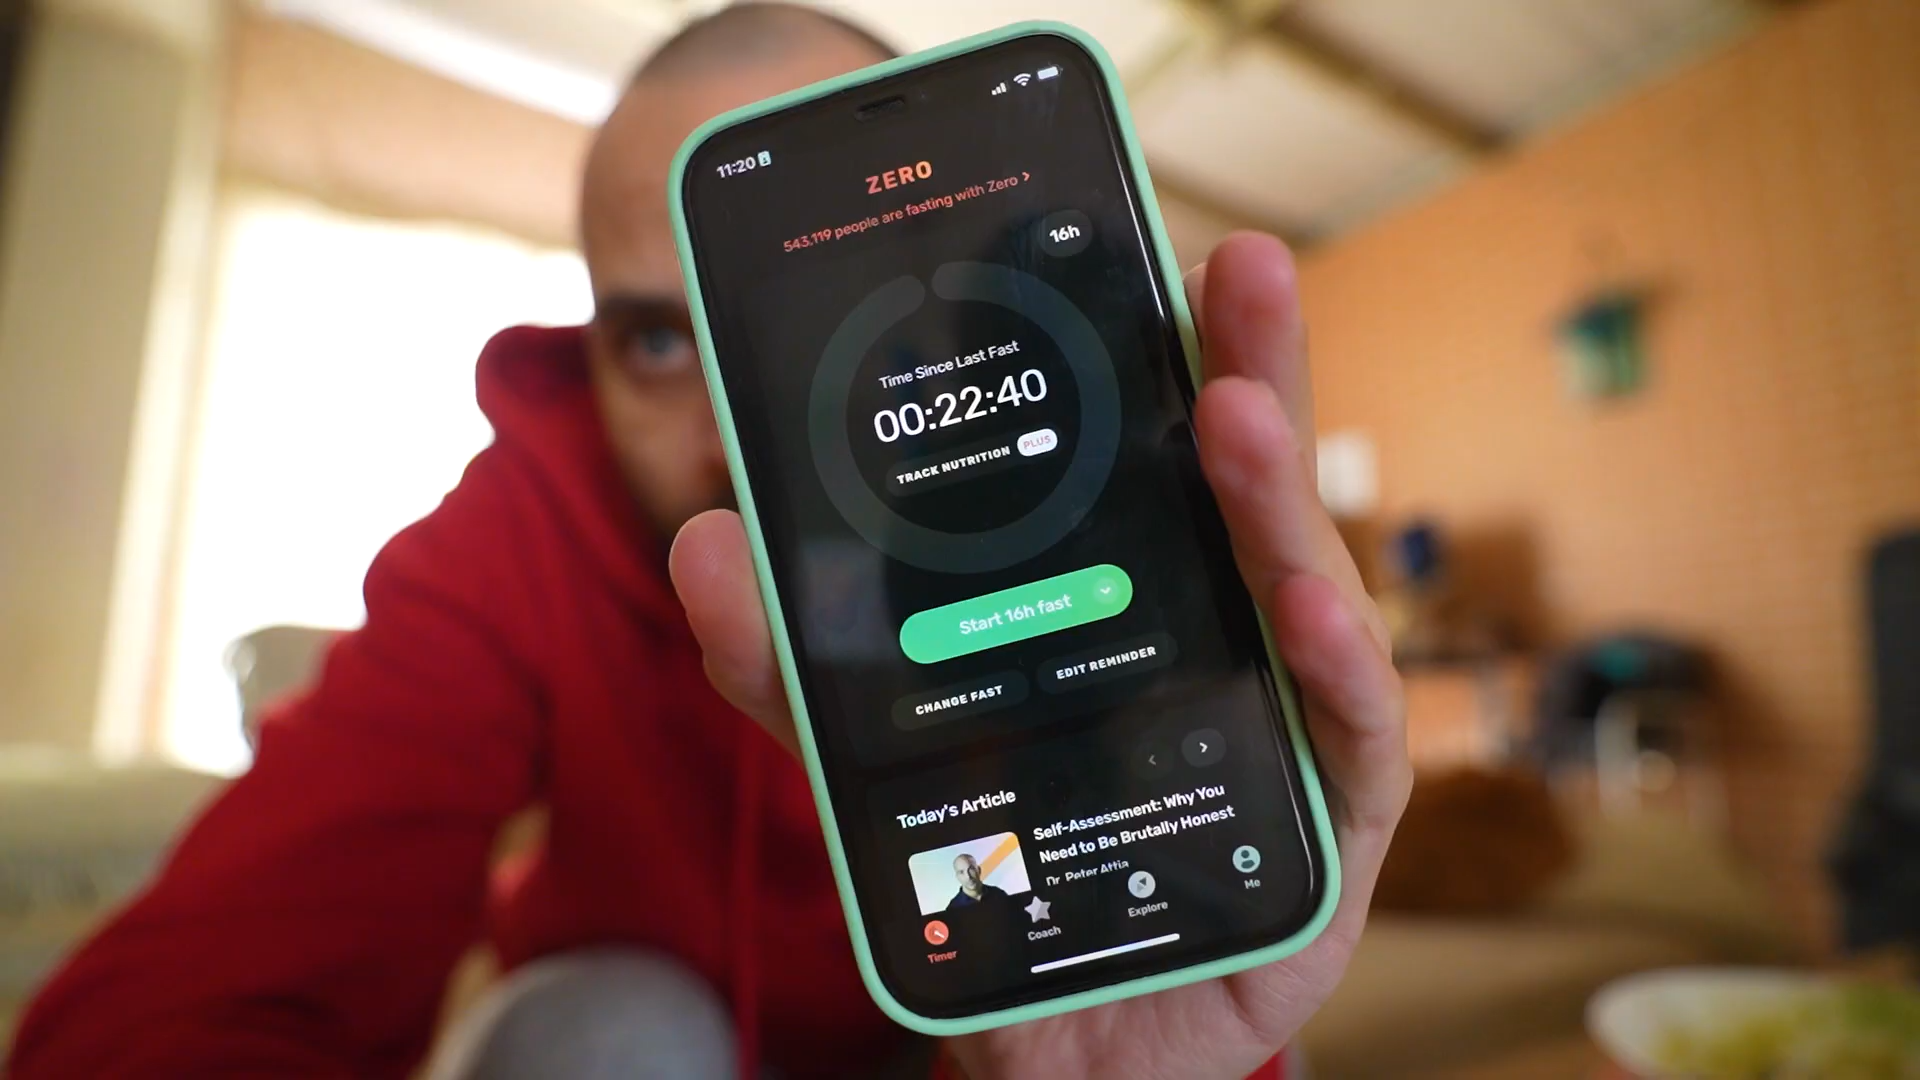 11:20
ZERO
543,119 people are fasting with Zero >
16h
Time Since Last Fast
00:22:40
TRACK NUTRITION PLUS
Start 16h fast
CHANGE FAST
EDIT REMINDER
Today's Article
Self-Assessment: Why You
Need to Be Brutally Honest
Dr. Peter Attia
Timer
Coach
Explore
Me